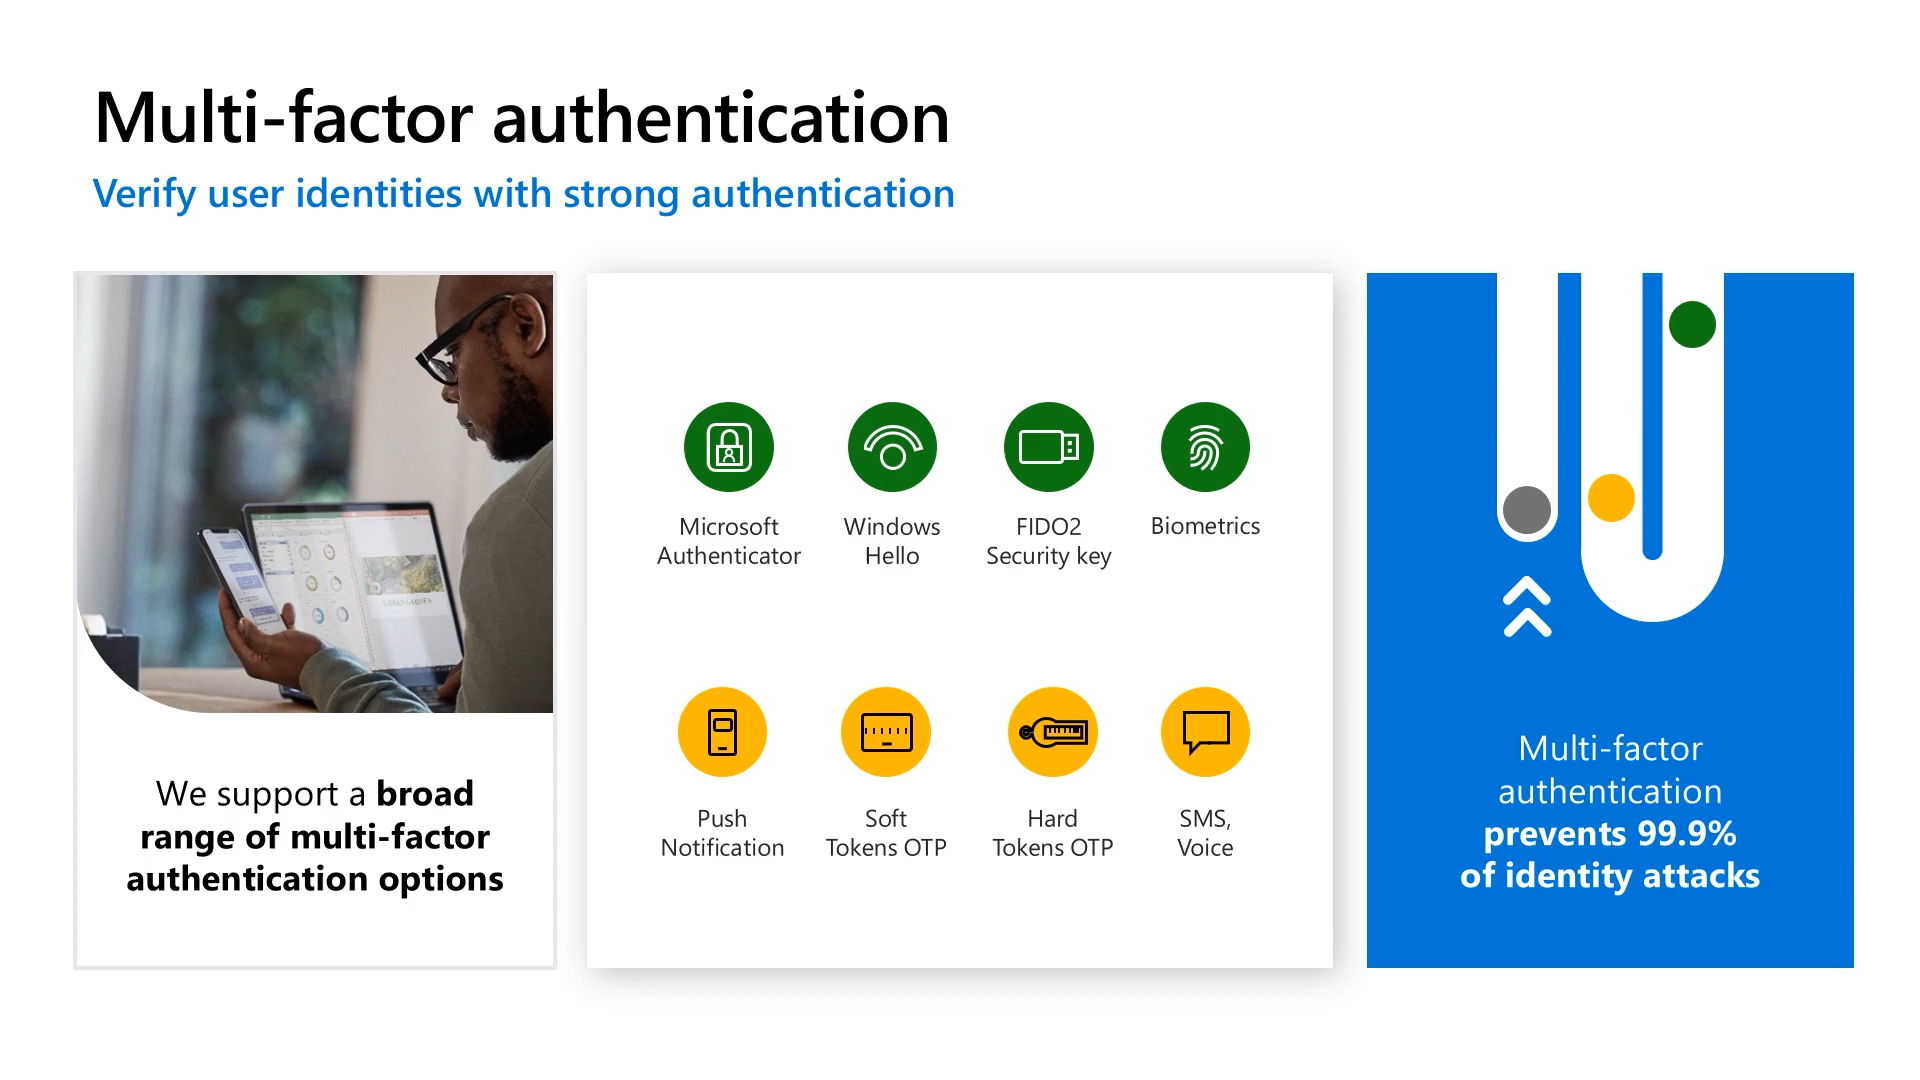 Multi-factor authentication
Verify user identities with strong authentication
We support a broad
range of multi-factor
authentication options
Microsoft
Authenticator
Windows
Hello
FIDO2
Security key
Biometrics
Push
Notification
Soft
Tokens OTP
Hard
Tokens OTP
SMS,
Voice
Multi-factor
authentication
prevents 99.9%
of identity attacks